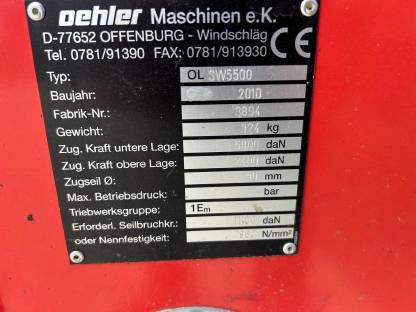 oehler Maschinen e.K.
D-77652 OFFENBURG - Windschläg
Tel. 0781/91390 FAX: 0781/913930 CE
Typ: OL SW5500
Baujahr: 2010
Fabrik-Nr.: 3894
Gewicht: kg
Zug. Kraft untere Lage: daN
Zug. Kraft obere Lage: daN
Zugseil Ø: mm
Max. Betriebsdruck: bar
Triebwerksgruppe: 1Em
Erforderl. Seilbruchkr.: daN
oder Nennfestigkeit: N/mm²